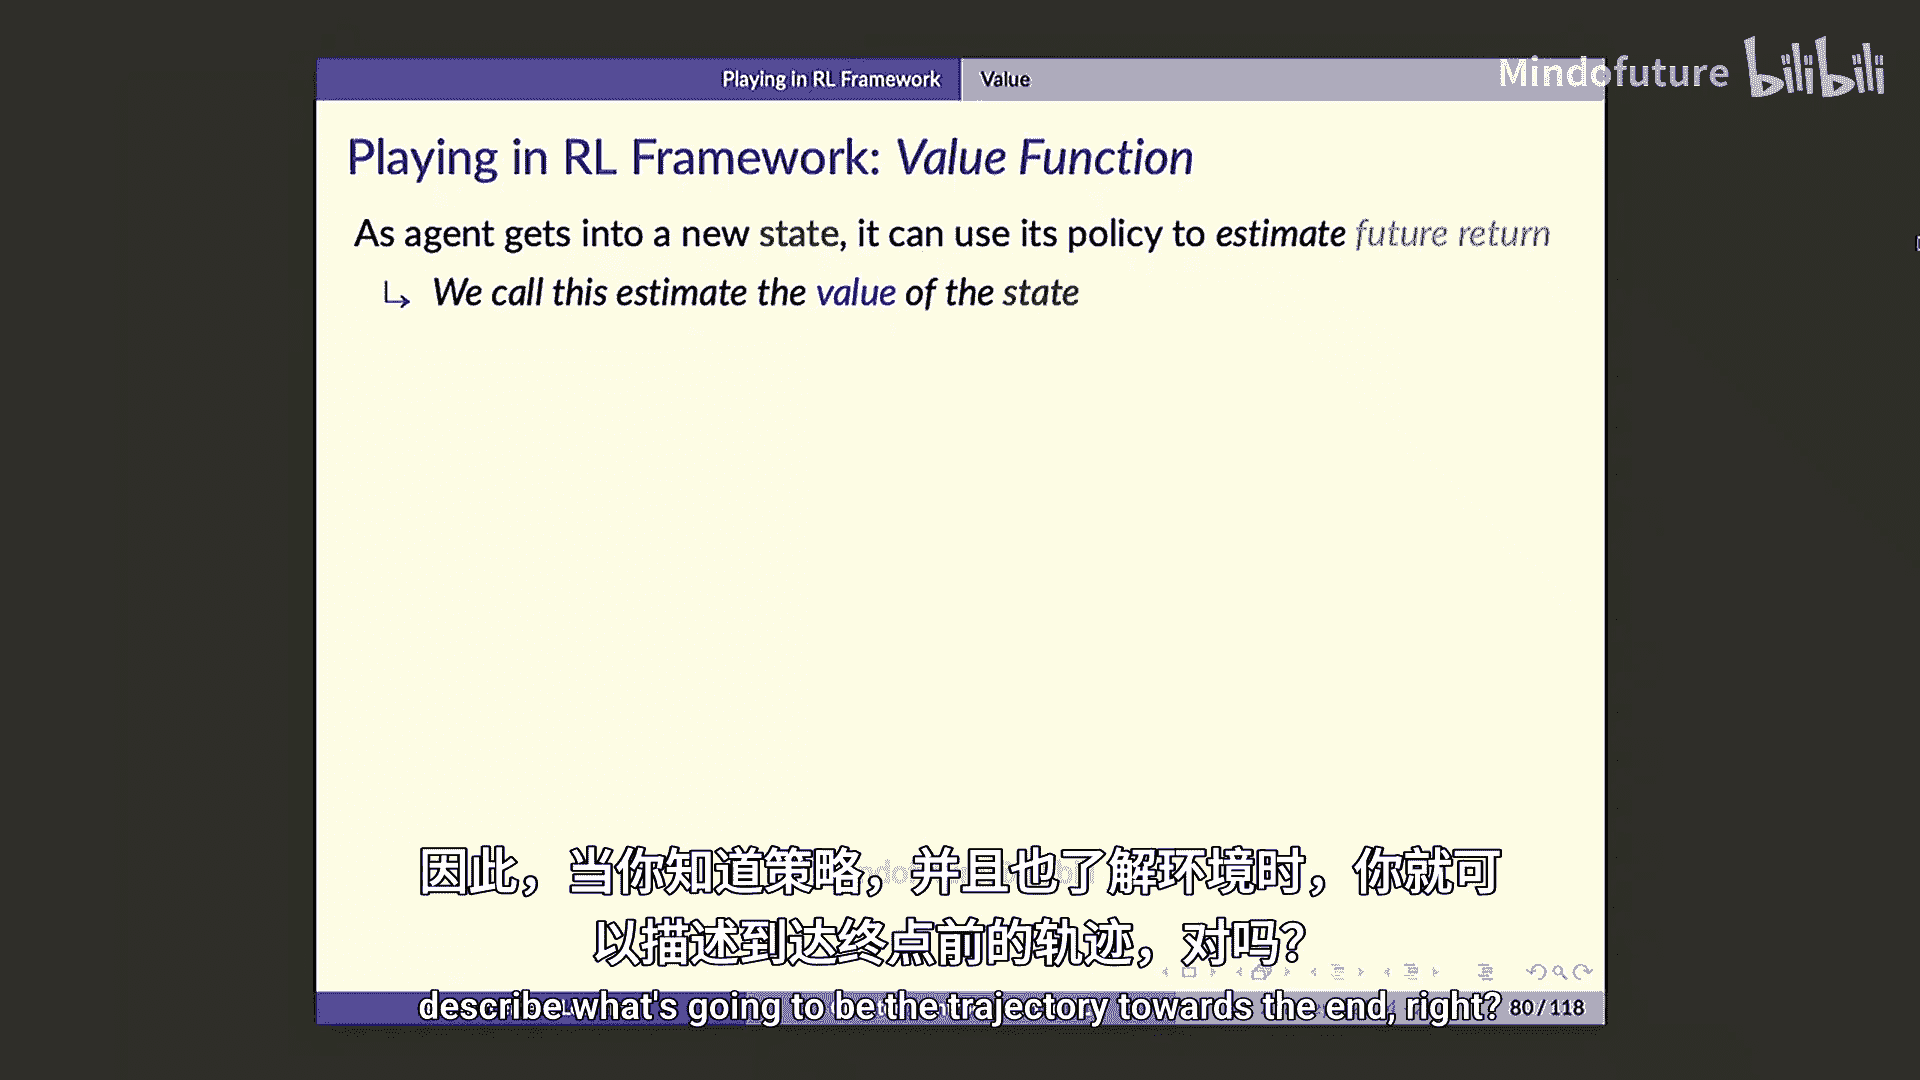 Playing in RL Framework
Value
Mindofuture bilibili
Playing in RL Framework: Value Function
As agent gets into a new state, it can use its policy to estimate future return
↳ We call this estimate the value of the state
因此，当你知道策略，并且也了解环境时，你就可
以描述到达终点前的轨迹，对吗？
describe what's going to be the trajectory towards the end, right?
80 / 118